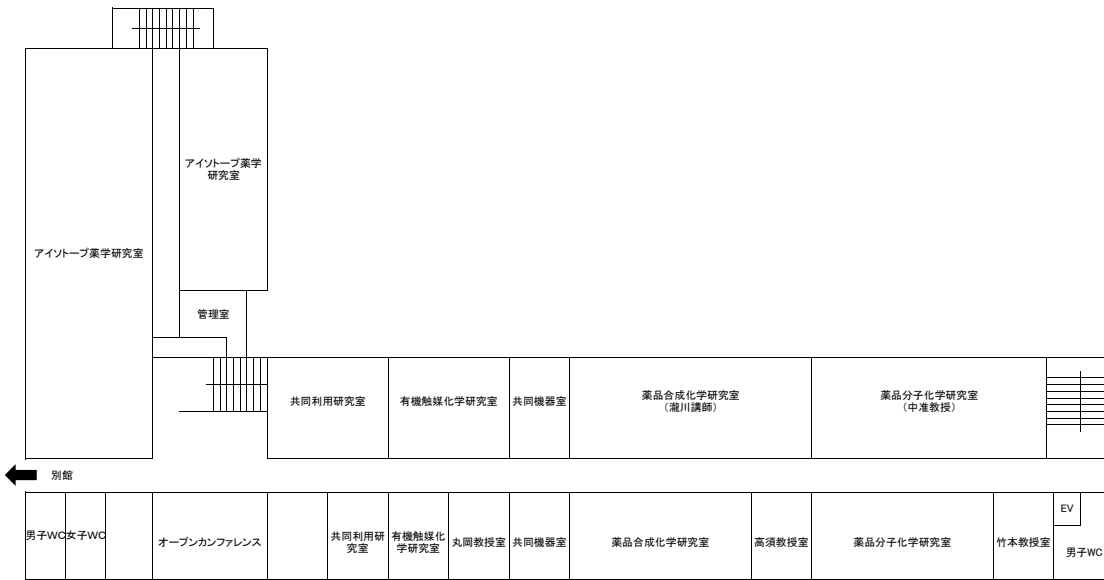 アイソトープ薬学
研究室
アイソトープ薬学研究室
管理室
共同利用研究室
有機触媒化学研究室
共同機器室
薬品合成化学研究室
(瀧川講師)
薬品分子化学研究室
(中准教授)
別館
男子WC
女子WC
オープンカンファレンス
共同利用研
究室
有機触媒化
学研究室
丸岡教授室
共同機器室
薬品合成化学研究室
高須教授室
薬品分子化学研究室
竹本教授室
EV
男子WC